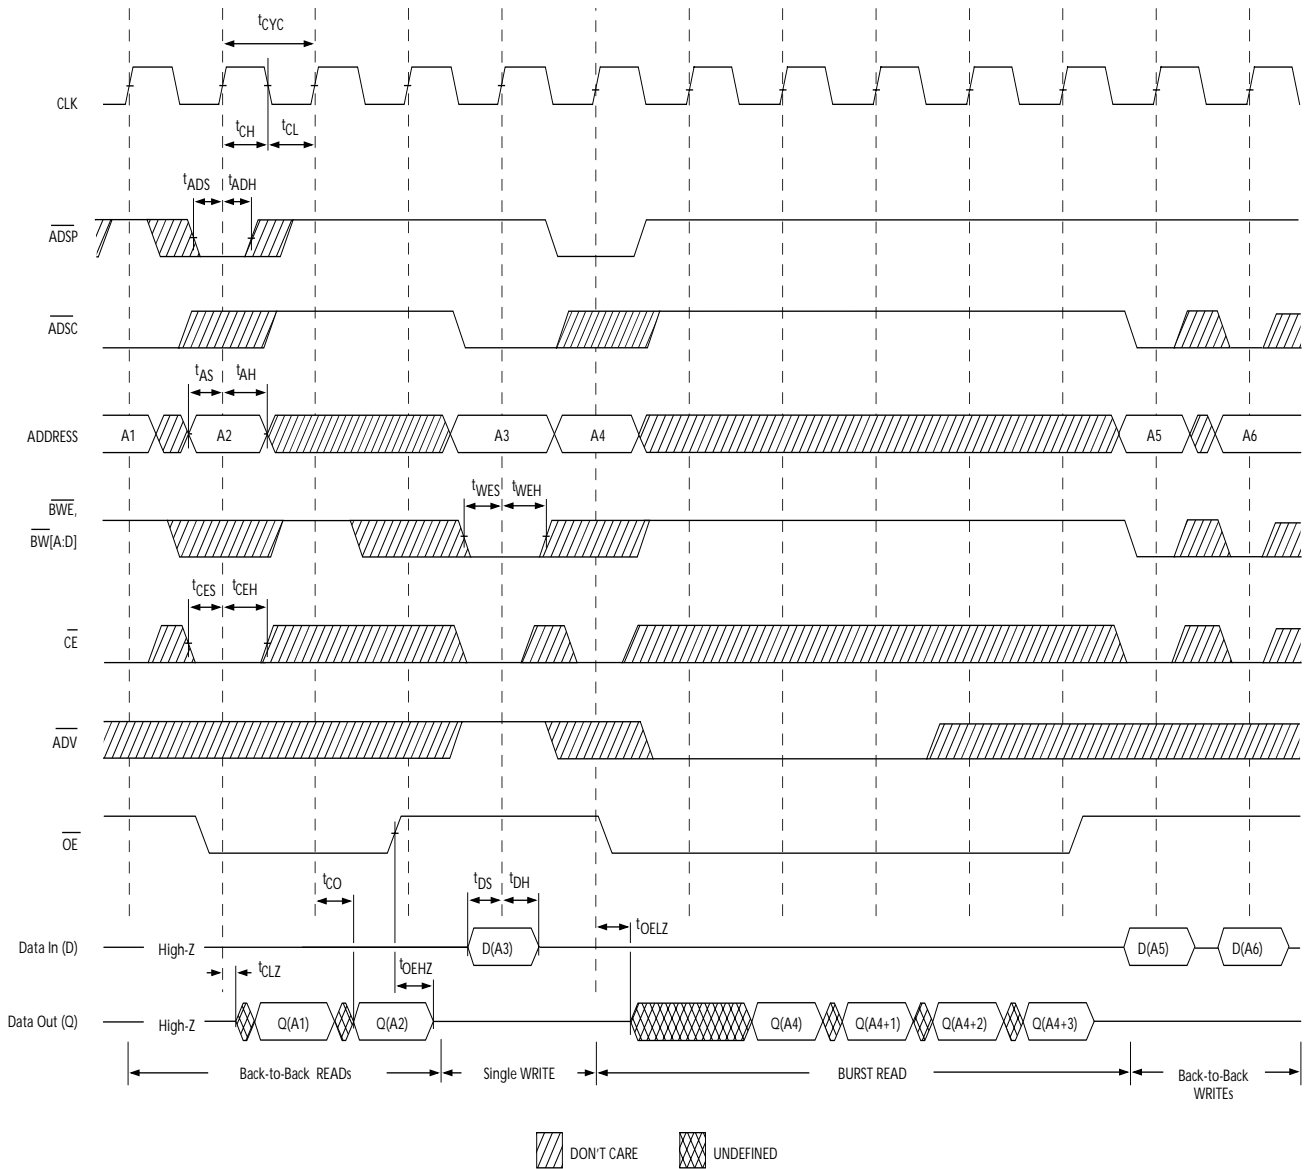 tCYC
CLK
tCH
tCL
tADS
tADH
ADSP
ADSC
tAS
tAH
ADDRESS
A1
A2
A3
A4
A5
A6
BWE,
tWES
tWEH
BW[A:D]
tCES
tCEH
CE
ADV
OE
tCO
tDS
tDH
tOELZ
Data In (D)
High-Z
D(A3)
D(A5)
D(A6)
tCLZ
tOEHZ
Data Out (Q)
High-Z
Q(A1)
Q(A2)
Q(A4)
Q(A4+1)
Q(A4+2)
Q(A4+3)
Back-to-Back READs
Single WRITE
BURST READ
Back-to-Back
WRITEs
DON'T CARE
UNDEFINED